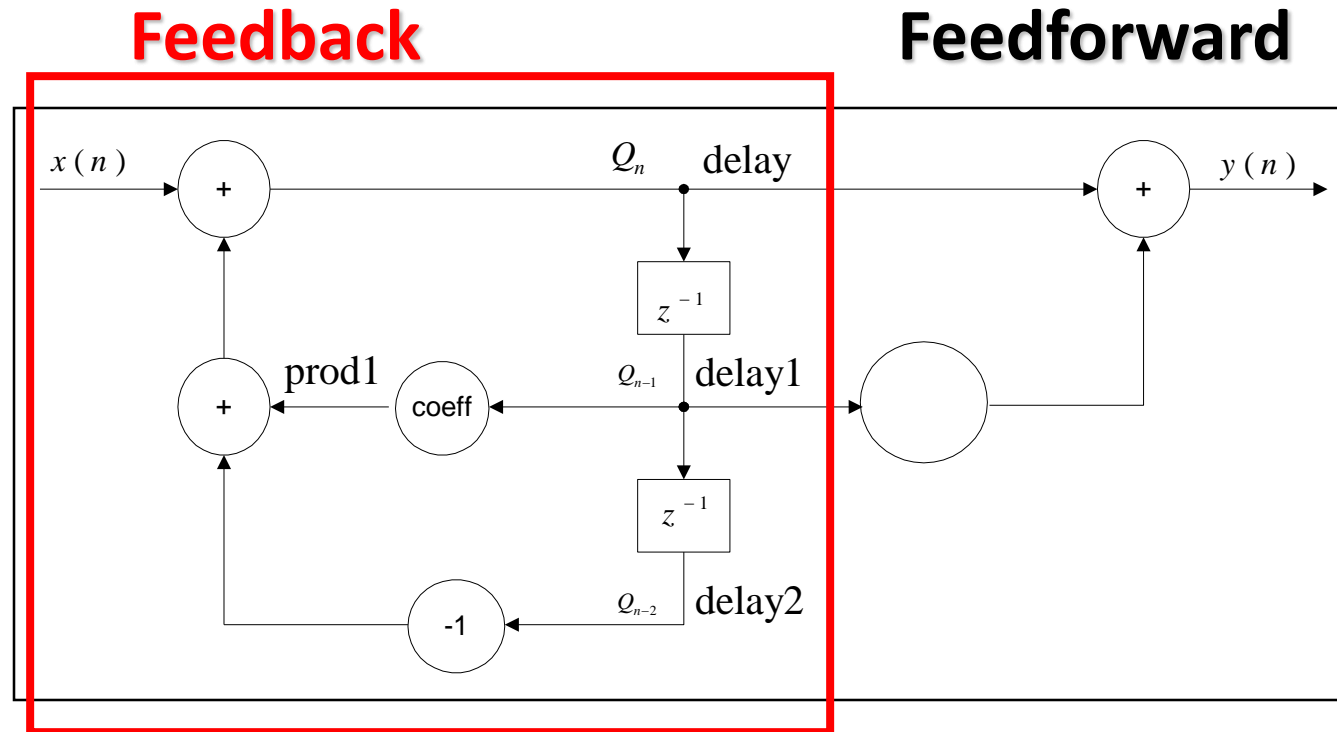 Feedback Feedforward
x ( n ) Qₙ delay y ( n )
+ +
z ⁻ ¹
prod1 Qₙ₋₁ delay1
+ coeff
z ⁻ ¹
Qₙ₋₂ delay2
-1